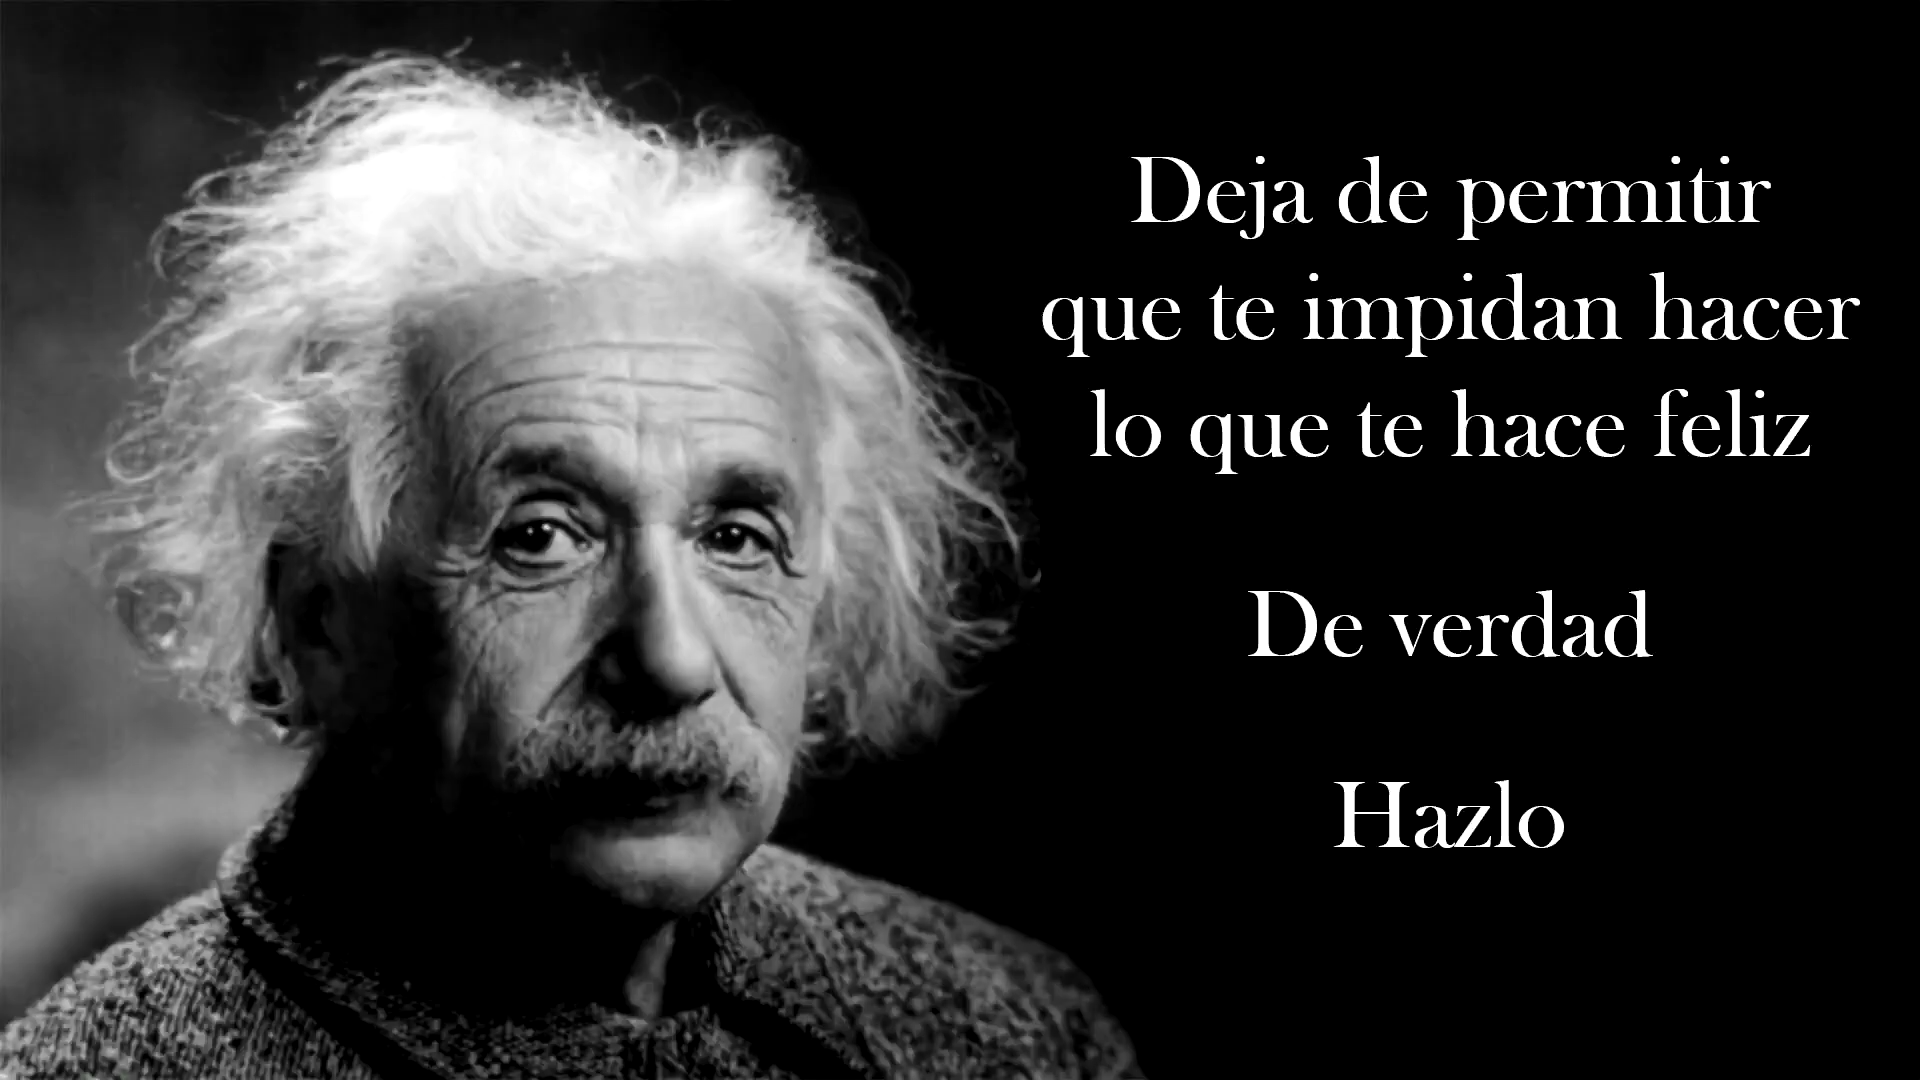 Deja de permitir
que te impidan hacer
lo que te hace feliz
De verdad
Hazlo